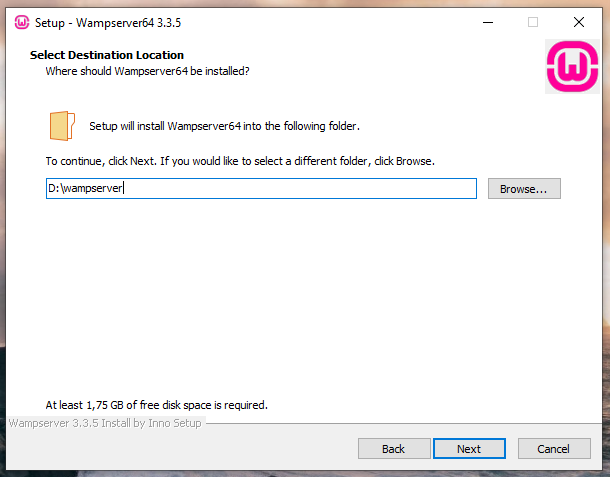 Setup - Wampserver64 3.3.5
Select Destination Location
Where should Wampserver64 be installed?
Setup will install Wampserver64 into the following folder.
To continue, click Next. If you would like to select a different folder, click Browse.
D:\wampserver
Browse...
At least 1,75 GB of free disk space is required.
Wampserver 3.3.5 Install by Inno Setup
Back
Next
Cancel